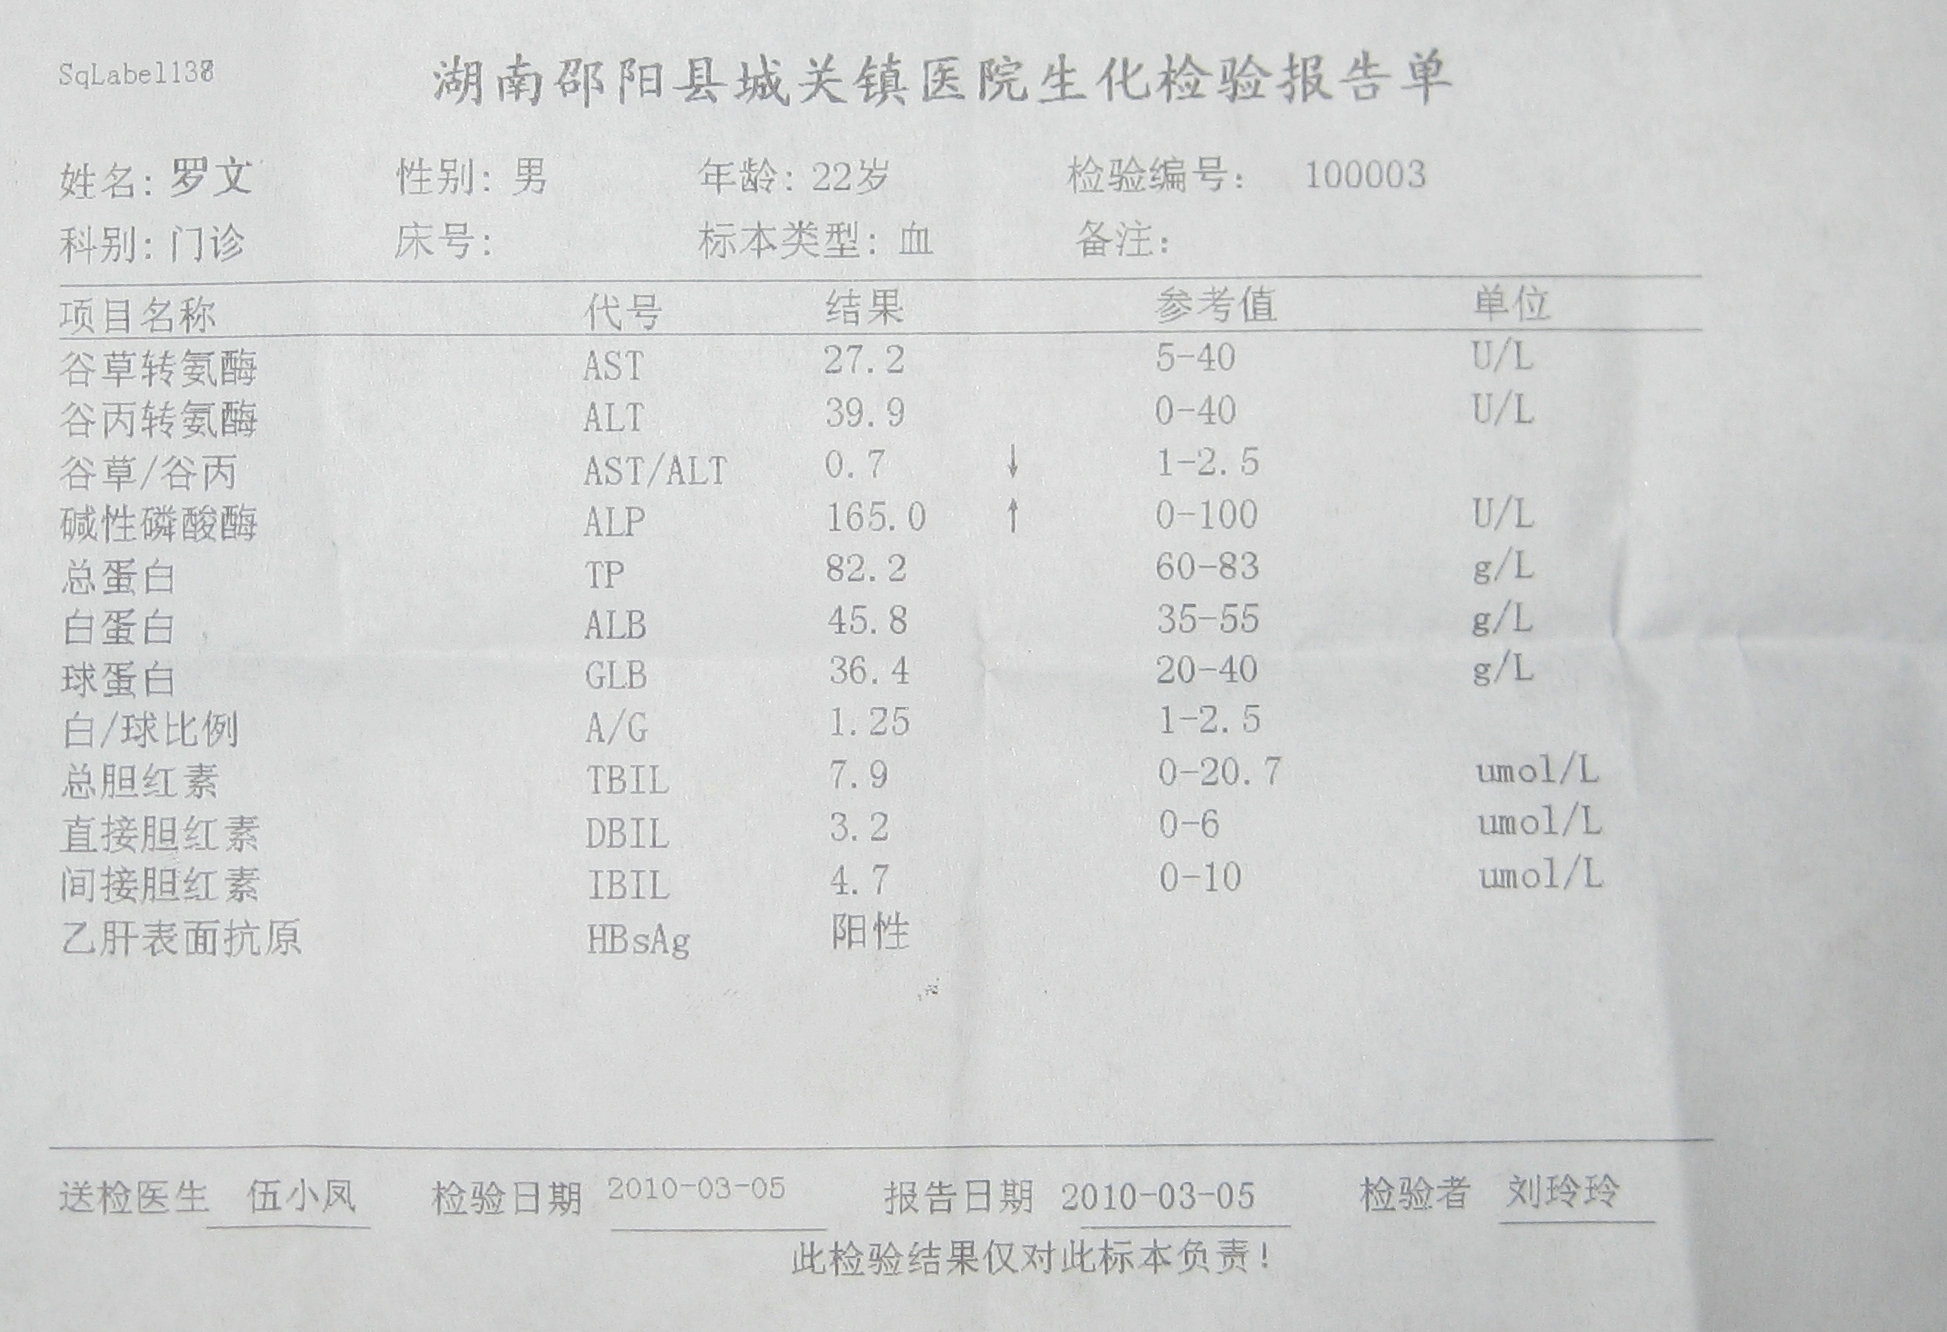 SqLabel138
湖南邵阳县城关镇医院生化检验报告单
姓名: 罗文 性别: 男 年龄: 22岁 检验编号: 100003
科别: 门诊 床号: 标本类型: 血 备注:
项目名称 代号 结果 参考值 单位
谷草转氨酶 AST 27.2 5-40 U/L
谷丙转氨酶 ALT 39.9 0-40 U/L
谷草/谷丙 AST/ALT 0.7 ↓ 1-2.5
碱性磷酸酶 ALP 165.0 ↑ 0-100 U/L
总蛋白 TP 82.2 60-83 g/L
白蛋白 ALB 45.8 35-55 g/L
球蛋白 GLB 36.4 20-40 g/L
白/球比例 A/G 1.25 1-2.5
总胆红素 TBIL 7.9 0-20.7 umol/L
直接胆红素 DBIL 3.2 0-6 umol/L
间接胆红素 IBIL 4.7 0-10 umol/L
乙肝表面抗原 HBsAg 阳性
送检医生 伍小凤 检验日期 2010-03-05 报告日期 2010-03-05 检验者 刘玲玲
此检验结果仅对此标本负责!